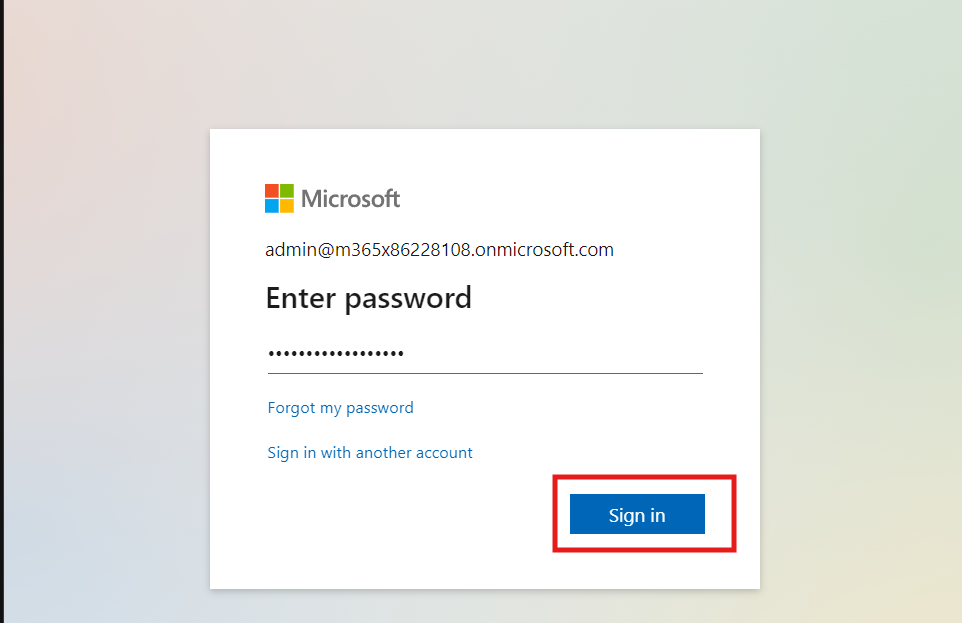 Microsoft
admin@m365x86228108.onmicrosoft.com
Enter password
••••••••••••••••••
Forgot my password
Sign in with another account
Sign in